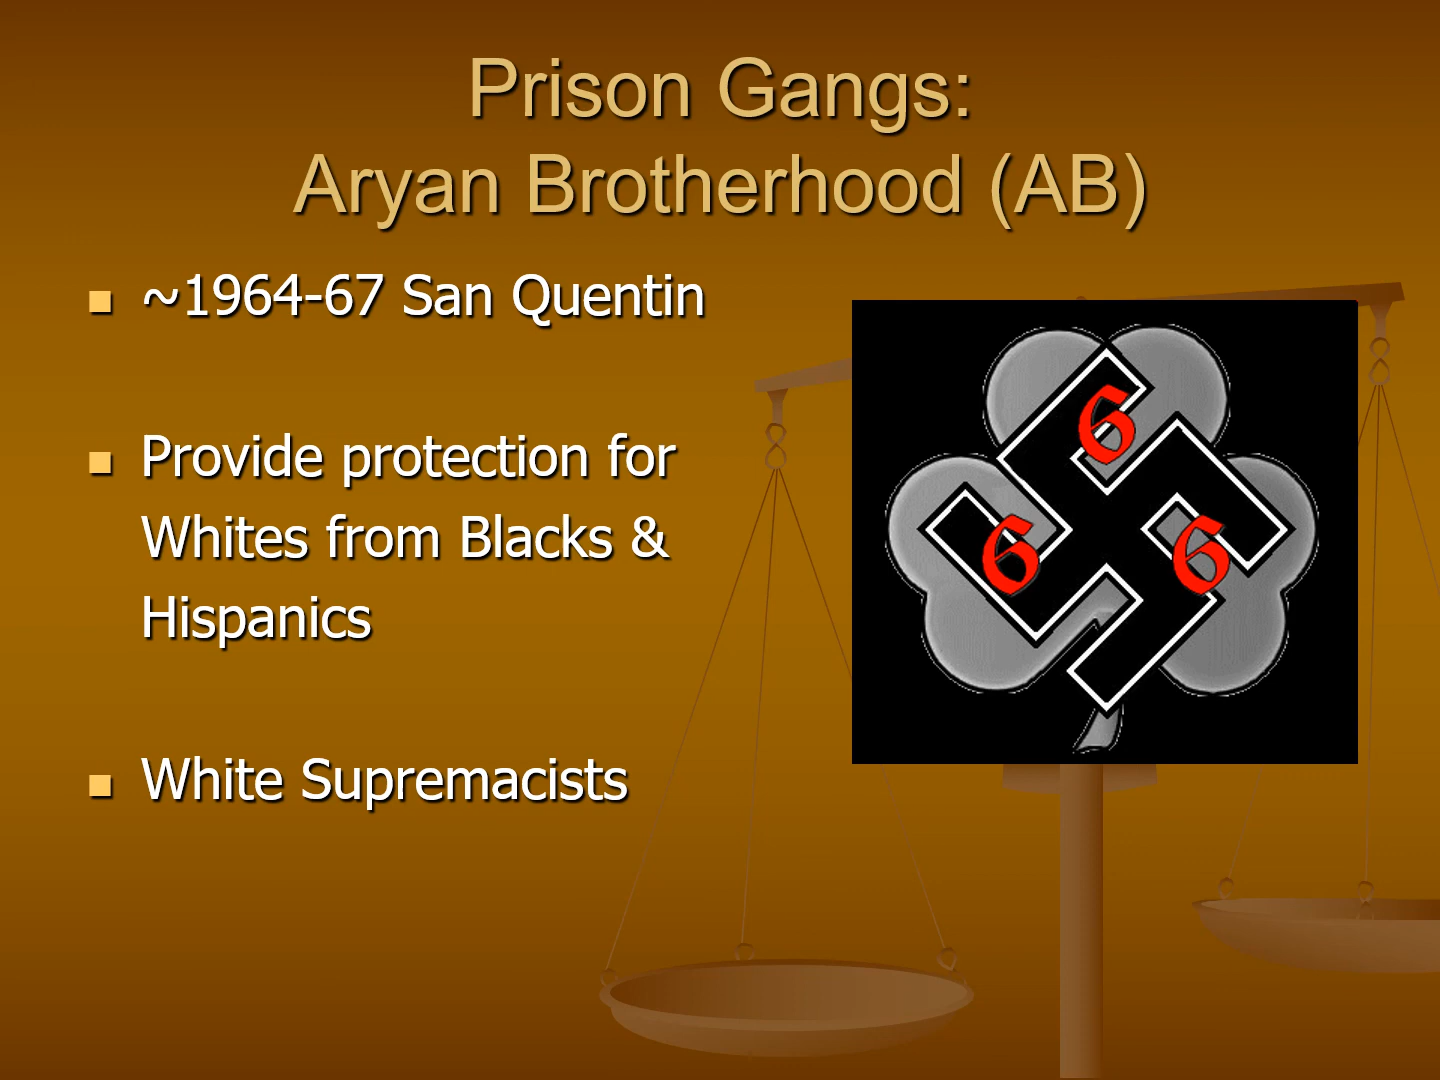 Prison Gangs:
Aryan Brotherhood (AB)
~1964-67 San Quentin
Provide protection for
Whites from Blacks &
Hispanics
White Supremacists
6
6 6